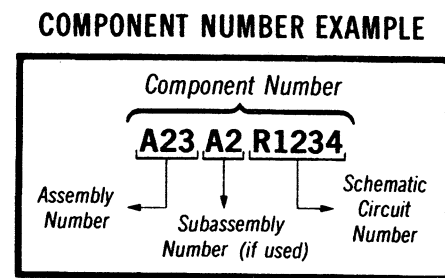 COMPONENT NUMBER EXAMPLE
Component Number
A23 A2 R1234
Assembly
Number
Subassembly
Number (if used)
Schematic
Circuit
Number